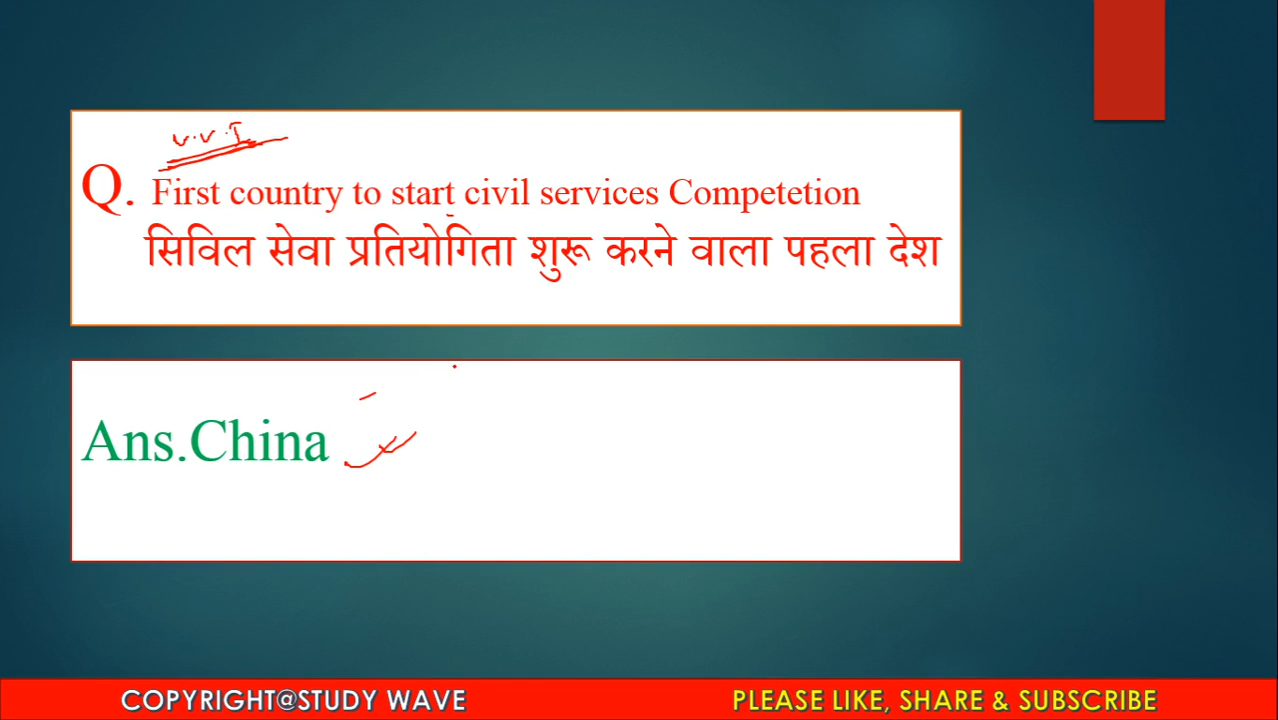 V.V.I
Q. First country to start civil services Competetion
सिविल सेवा प्रतियोगिता शुरू करने वाला पहला देश
Ans.China
COPYRIGHT@STUDY WAVE
PLEASE LIKE, SHARE & SUBSCRIBE